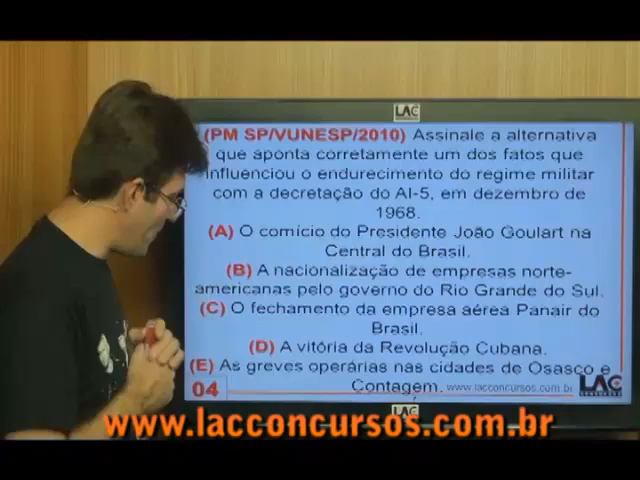 LAC
(PM SP/VUNESP/2010) Assinale a alternativa
que aponta corretamente um dos fatos que
influenciou o endurecimento do regime militar
com a decretação do AI-5, em dezembro de
1968.
(A) O comício do Presidente João Goulart na
Central do Brasil.
(B) A nacionalização de empresas norte-
americanas pelo governo do Rio Grande do Sul.
(C) O fechamento da empresa aérea Panair do
Brasil.
(D) A vitória da Revolução Cubana.
(E) As greves operárias nas cidades de Osasco e
Contagem.
04
www.lacconcursos.com.br
LAC
LAC
www.lacconcursos.com.br